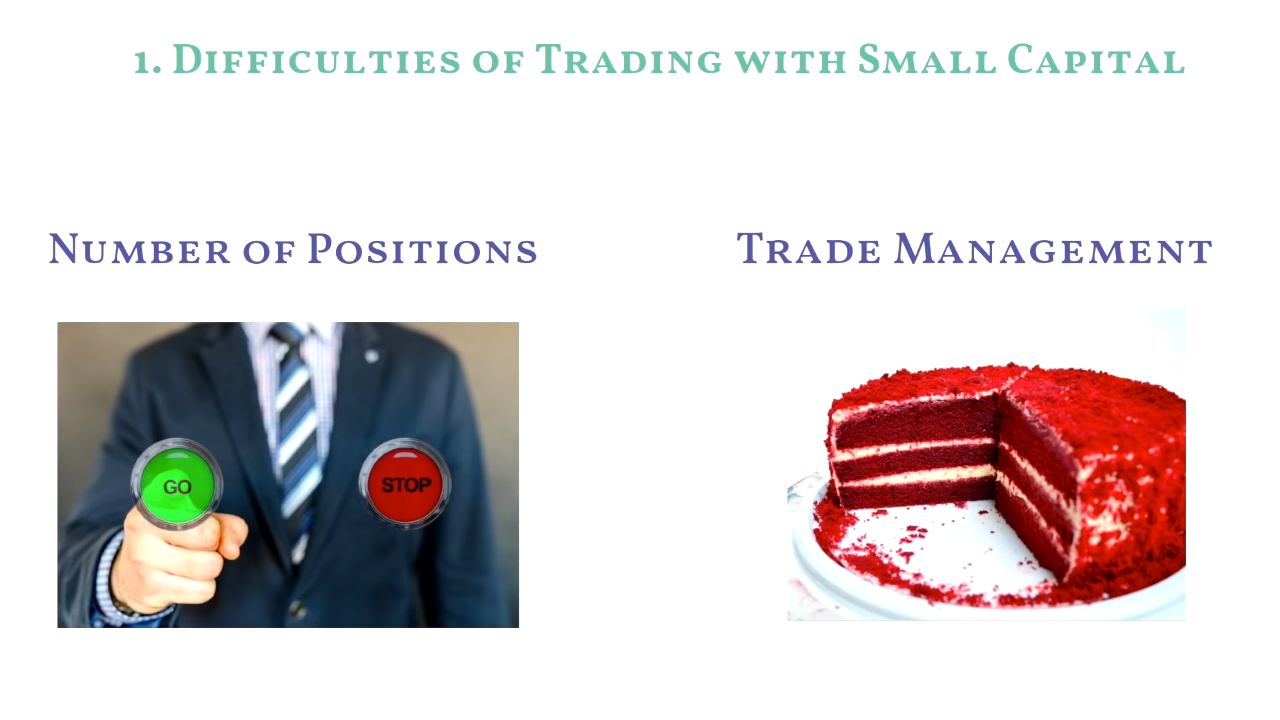 1. Difficulties of Trading with Small Capital
Number of Positions
Trade Management
GO
STOP